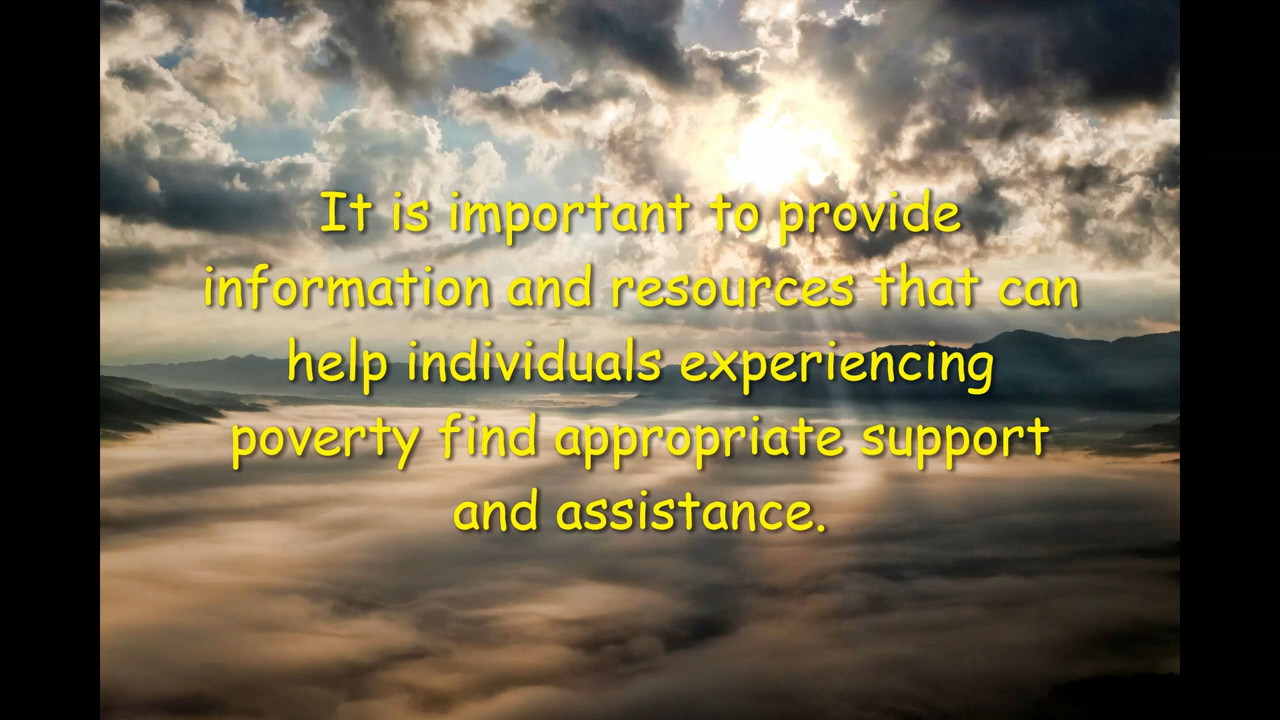 It is important to provide
information and resources that can
help individuals experiencing
poverty find appropriate support
and assistance.